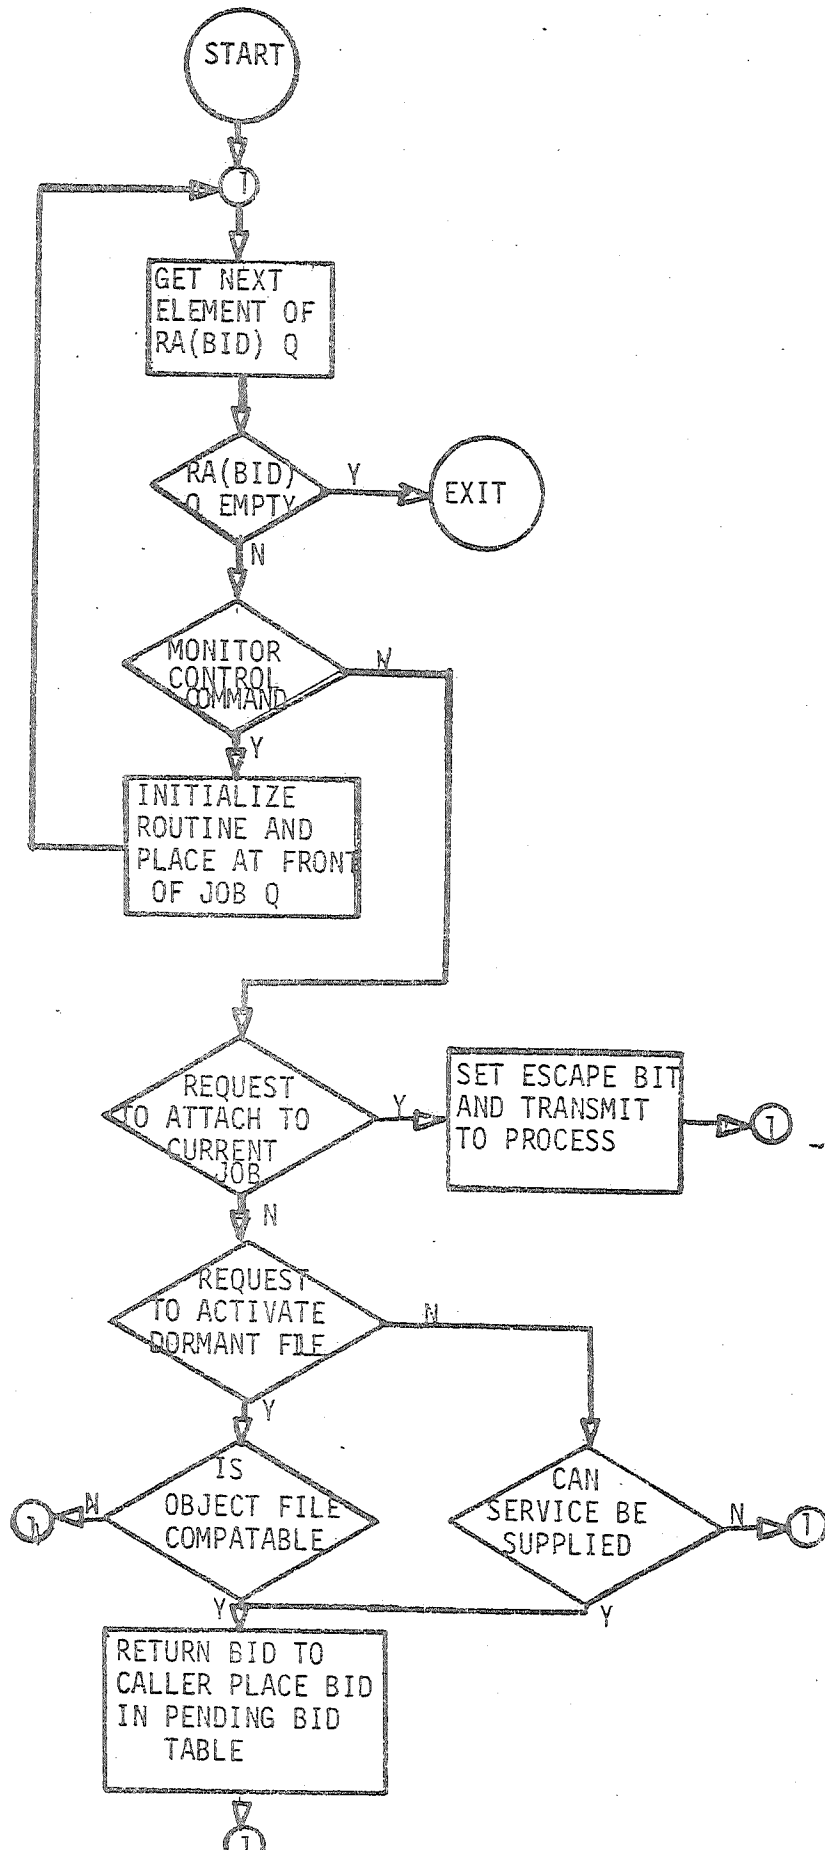 START
1
GET NEXT
ELEMENT OF
RA(BID) Q
RA(BID)
Q EMPTY
Y
EXIT
N
MONITOR
CONTROL
COMMAND
N
Y
INITIALIZE
ROUTINE AND
PLACE AT FRONT
OF JOB Q
REQUEST
TO ATTACH TO
CURRENT
JOB
Y
SET ESCAPE BIT
AND TRANSMIT
TO PROCESS
1
N
REQUEST
TO ACTIVATE
DORMANT FILE
N
Y
IS
OBJECT FILE
COMPATABLE
N
1
CAN
SERVICE BE
SUPPLIED
N
1
Y
Y
RETURN BID TO
CALLER PLACE BID
IN PENDING BID
TABLE
1